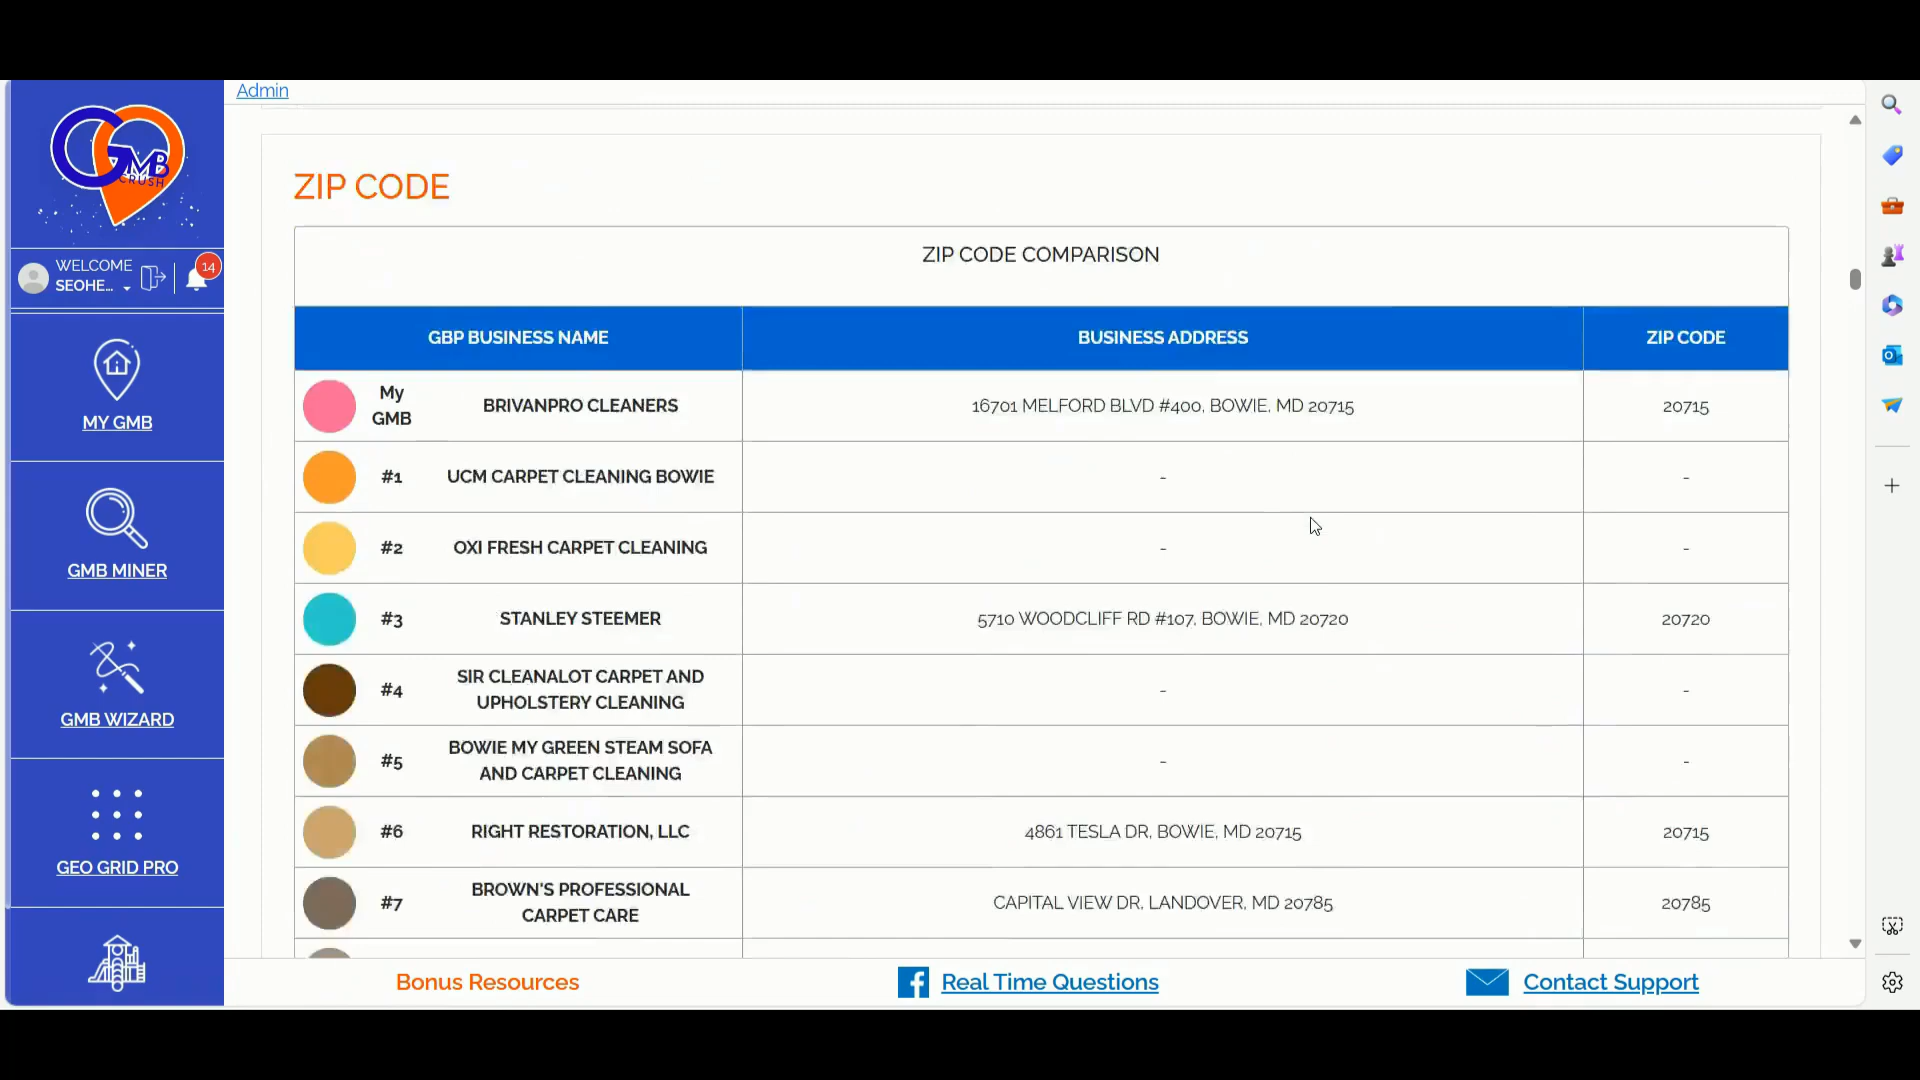 Admin
GMB
CRUSH
WELCOME
SEOHE...
14
MY GMB
GMB MINER
GMB WIZARD
GEO GRID PRO
ZIP CODE
ZIP CODE COMPARISON
GBP BUSINESS NAME BUSINESS ADDRESS ZIP CODE
My GMB BRIVANPRO CLEANERS 16701 MELFORD BLVD #400, BOWIE, MD 20715 20715
#1 UCM CARPET CLEANING BOWIE - -
#2 OXI FRESH CARPET CLEANING - -
#3 STANLEY STEEMER 5710 WOODCLIFF RD #107, BOWIE, MD 20720 20720
#4 SIR CLEANALOT CARPET AND UPHOLSTERY CLEANING - -
#5 BOWIE MY GREEN STEAM SOFA AND CARPET CLEANING - -
#6 RIGHT RESTORATION, LLC 4861 TESLA DR, BOWIE, MD 20715 20715
#7 BROWN'S PROFESSIONAL CARPET CARE CAPITAL VIEW DR, LANDOVER, MD 20785 20785
Bonus Resources Real Time Questions Contact Support